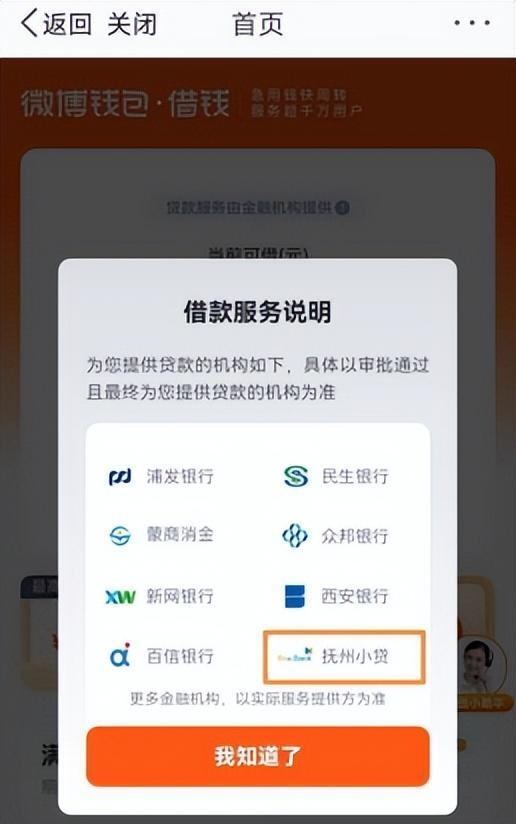 返回 关闭 首页 ...
微博钱包·借钱
急用钱快周转
服务超千万用户
贷款服务由金融机构提供
当前可借(元)
借款服务说明
为您提供贷款的机构如下，具体以审批通过
且最终为您提供贷款的机构为准
浦发银行 民生银行
蒙商消金 众邦银行
XW 新网银行 西安银行
百信银行 抚州小贷
更多金融机构，以实际服务提供方为准
我知道了
最高
满